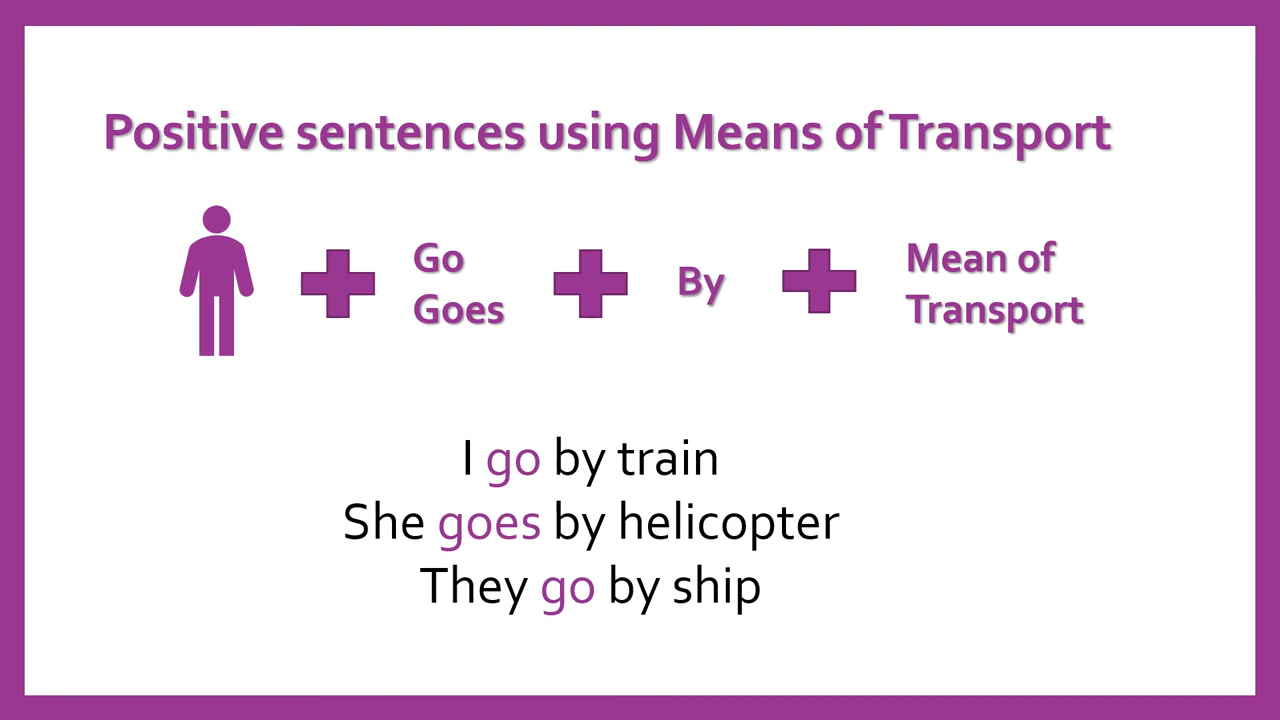 Positive sentences using Means of Transport
Go
Goes
By
Mean of
Transport
I go by train
She goes by helicopter
They go by ship